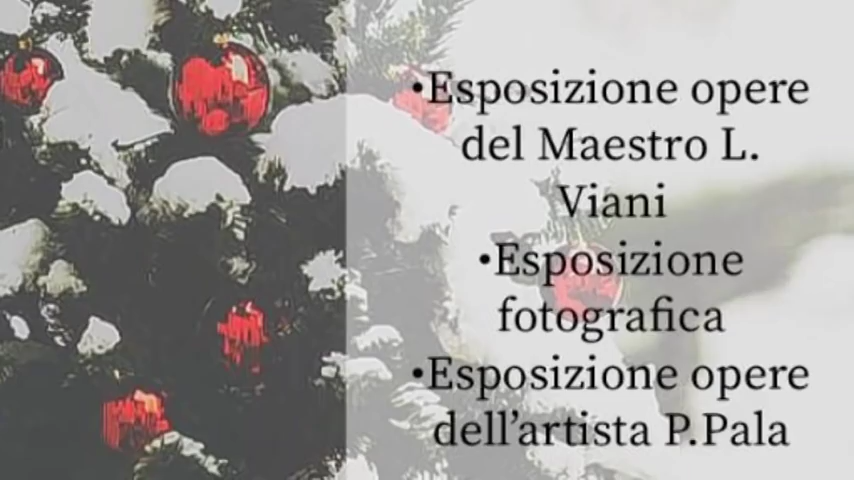 •Esposizione opere
del Maestro L.
Viani
•Esposizione
fotografica
•Esposizione opere
dell’artista P.Pala